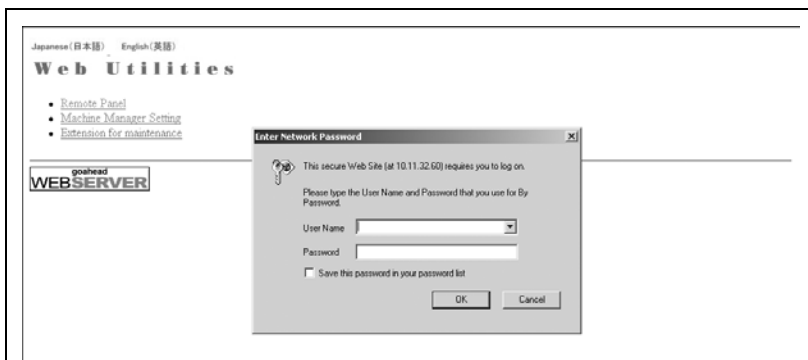 Japanese(日本語) English(英語)
Web Utilities
Remote Panel
Machine Manager Setting
Extension for maintenance
goahead
WEBSERVER
Enter Network Password
This secure Web Site (at 10.11.32.60) requires you to log on.
Please type the User Name and Password that you use for By
Password.
User Name
Password
Save this password in your password list
OK Cancel